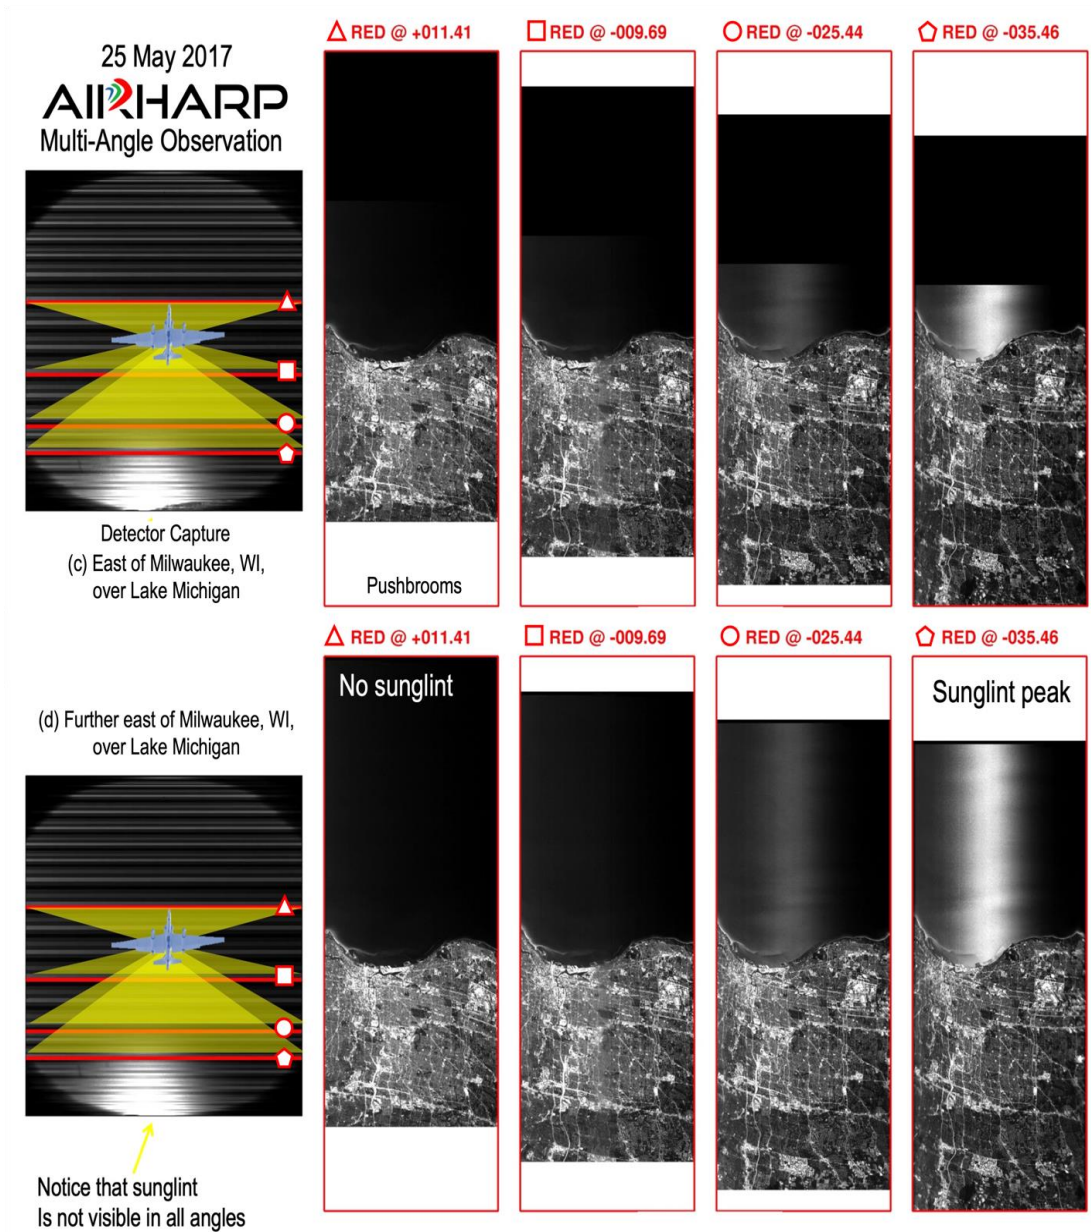 25 May 2017
AIRHARP
Multi-Angle Observation
RED @ +011.41
RED @ -009.69
RED @ -025.44
RED @ -035.46
Detector Capture
(c) East of Milwaukee, WI,
over Lake Michigan
Pushbrooms
RED @ +011.41
RED @ -009.69
RED @ -025.44
RED @ -035.46
No sunglint
Sunglint peak
(d) Further east of Milwaukee, WI,
over Lake Michigan
Notice that sunglint
Is not visible in all angles